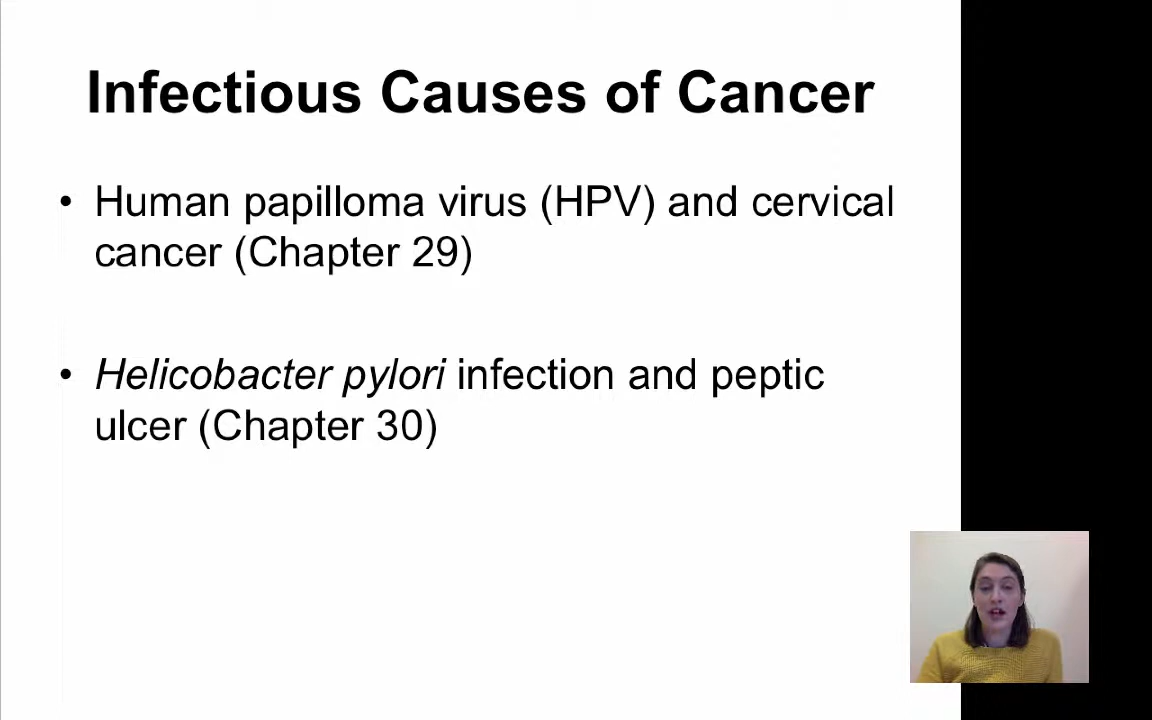 Infectious Causes of Cancer
• Human papilloma virus (HPV) and cervical
cancer (Chapter 29)
• Helicobacter pylori infection and peptic
ulcer (Chapter 30)